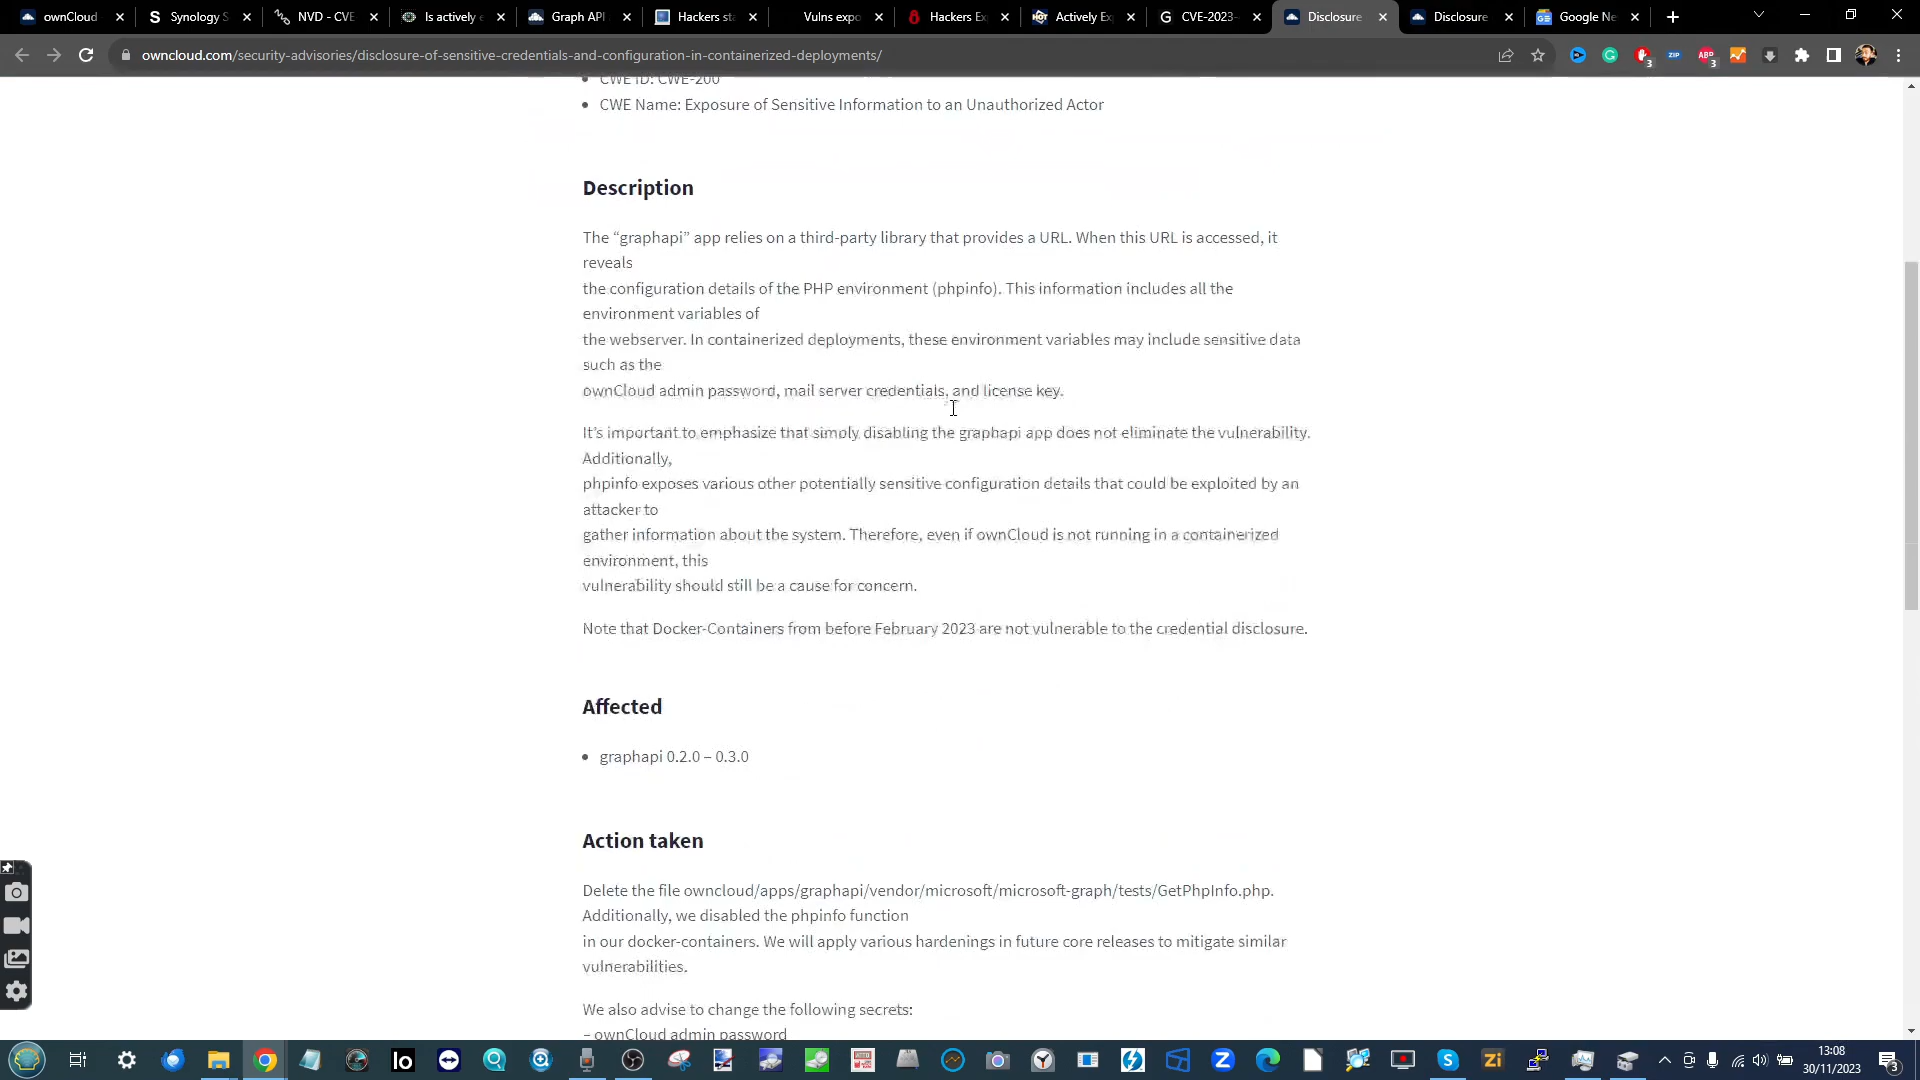 ownCloud
Synology S
NVD - CVE
Is actively e
Graph API
Hackers sta
Vulns expo
Hackers Ex
Actively Ex
CVE-2023-
Disclosure
Disclosure
Google Ne
owncloud.com/security-advisories/disclosure-of-sensitive-credentials-and-configuration-in-containerized-deployments/
3
ZIP
ABP
3
• CWE ID: CWE-200
• CWE Name: Exposure of Sensitive Information to an Unauthorized Actor
Description
The “graphapi” app relies on a third-party library that provides a URL. When this URL is accessed, it
reveals
the configuration details of the PHP environment (phpinfo). This information includes all the
environment variables of
the webserver. In containerized deployments, these environment variables may include sensitive data
such as the
ownCloud admin password, mail server credentials, and license key.
It’s important to emphasize that simply disabling the graphapi app does not eliminate the vulnerability.
Additionally,
phpinfo exposes various other potentially sensitive configuration details that could be exploited by an
attacker to
gather information about the system. Therefore, even if ownCloud is not running in a containerized
environment, this
vulnerability should still be a cause for concern.
Note that Docker-Containers from before February 2023 are not vulnerable to the credential disclosure.
Affected
• graphapi 0.2.0 – 0.3.0
Action taken
Delete the file owncloud/apps/graphapi/vendor/microsoft/microsoft-graph/tests/GetPhpInfo.php.
Additionally, we disabled the phpinfo function
in our docker-containers. We will apply various hardenings in future core releases to mitigate similar
vulnerabilities.
We also advise to change the following secrets:
– ownCloud admin password
lo
Zi
13:08
30/11/2023
3